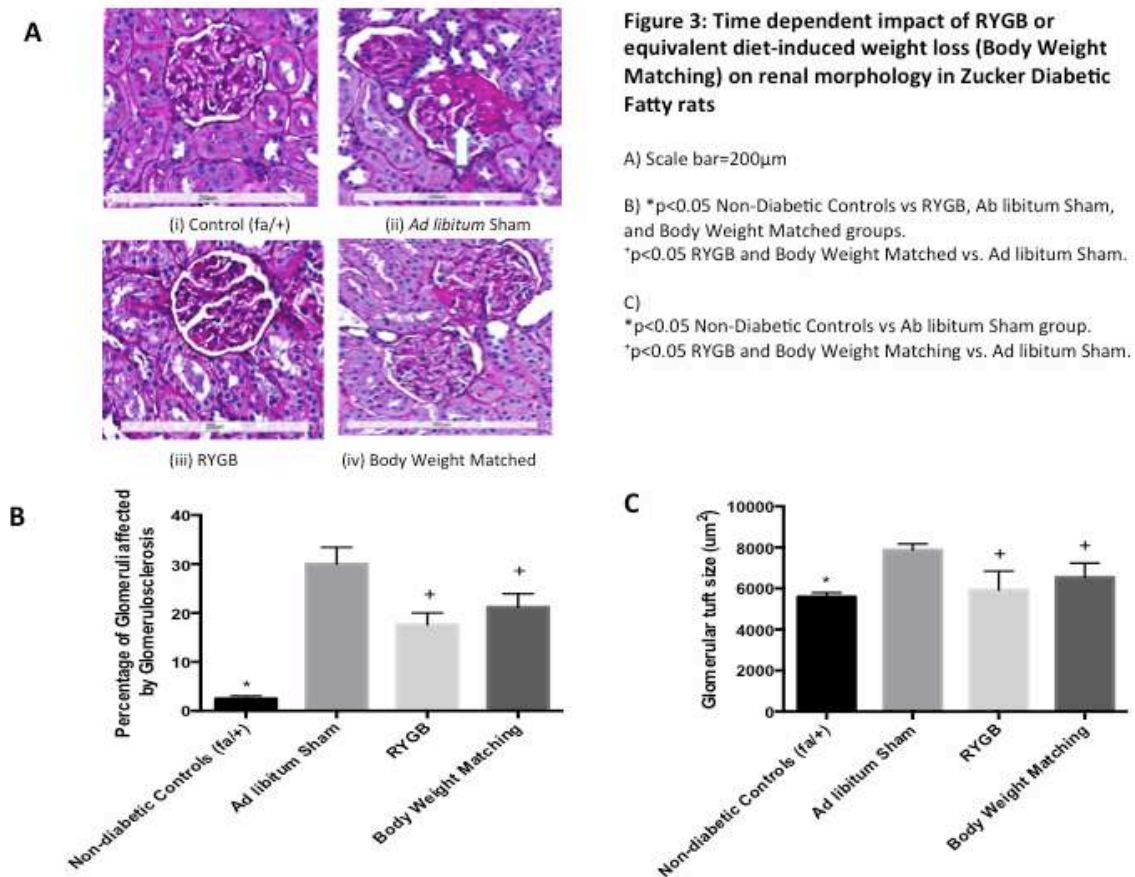 A
(i) Control (fa/+)
(ii) Ad libitum Sham
(iii) RYGB
(iv) Body Weight Matched
Figure 3: Time dependent impact of RYGB or
equivalent diet-induced weight loss (Body Weight
Matching) on renal morphology in Zucker Diabetic
Fatty rats
A) Scale bar=200µm
B) *p<0.05 Non-Diabetic Controls vs RYGB, Ab libitum Sham,
and Body Weight Matched groups.
⁺p<0.05 RYGB and Body Weight Matched vs. Ad libitum Sham.
C)
*p<0.05 Non-Diabetic Controls vs Ab libitum Sham group.
⁺p<0.05 RYGB and Body Weight Matching vs. Ad libitum Sham.
B
Percentage of Glomeruli affected
by Glomerulosclerosis
40
30
20
10
0
*
+
+
Non-diabetic Controls (fa/+)
Ad libitum Sham
RYGB
Body Weight Matching
C
Glomerular tuft size (um²)
10000
8000
6000
4000
2000
0
*
+
+
Non-diabetic Controls (fa/+)
Ad libitum Sham
RYGB
Body Weight Matching